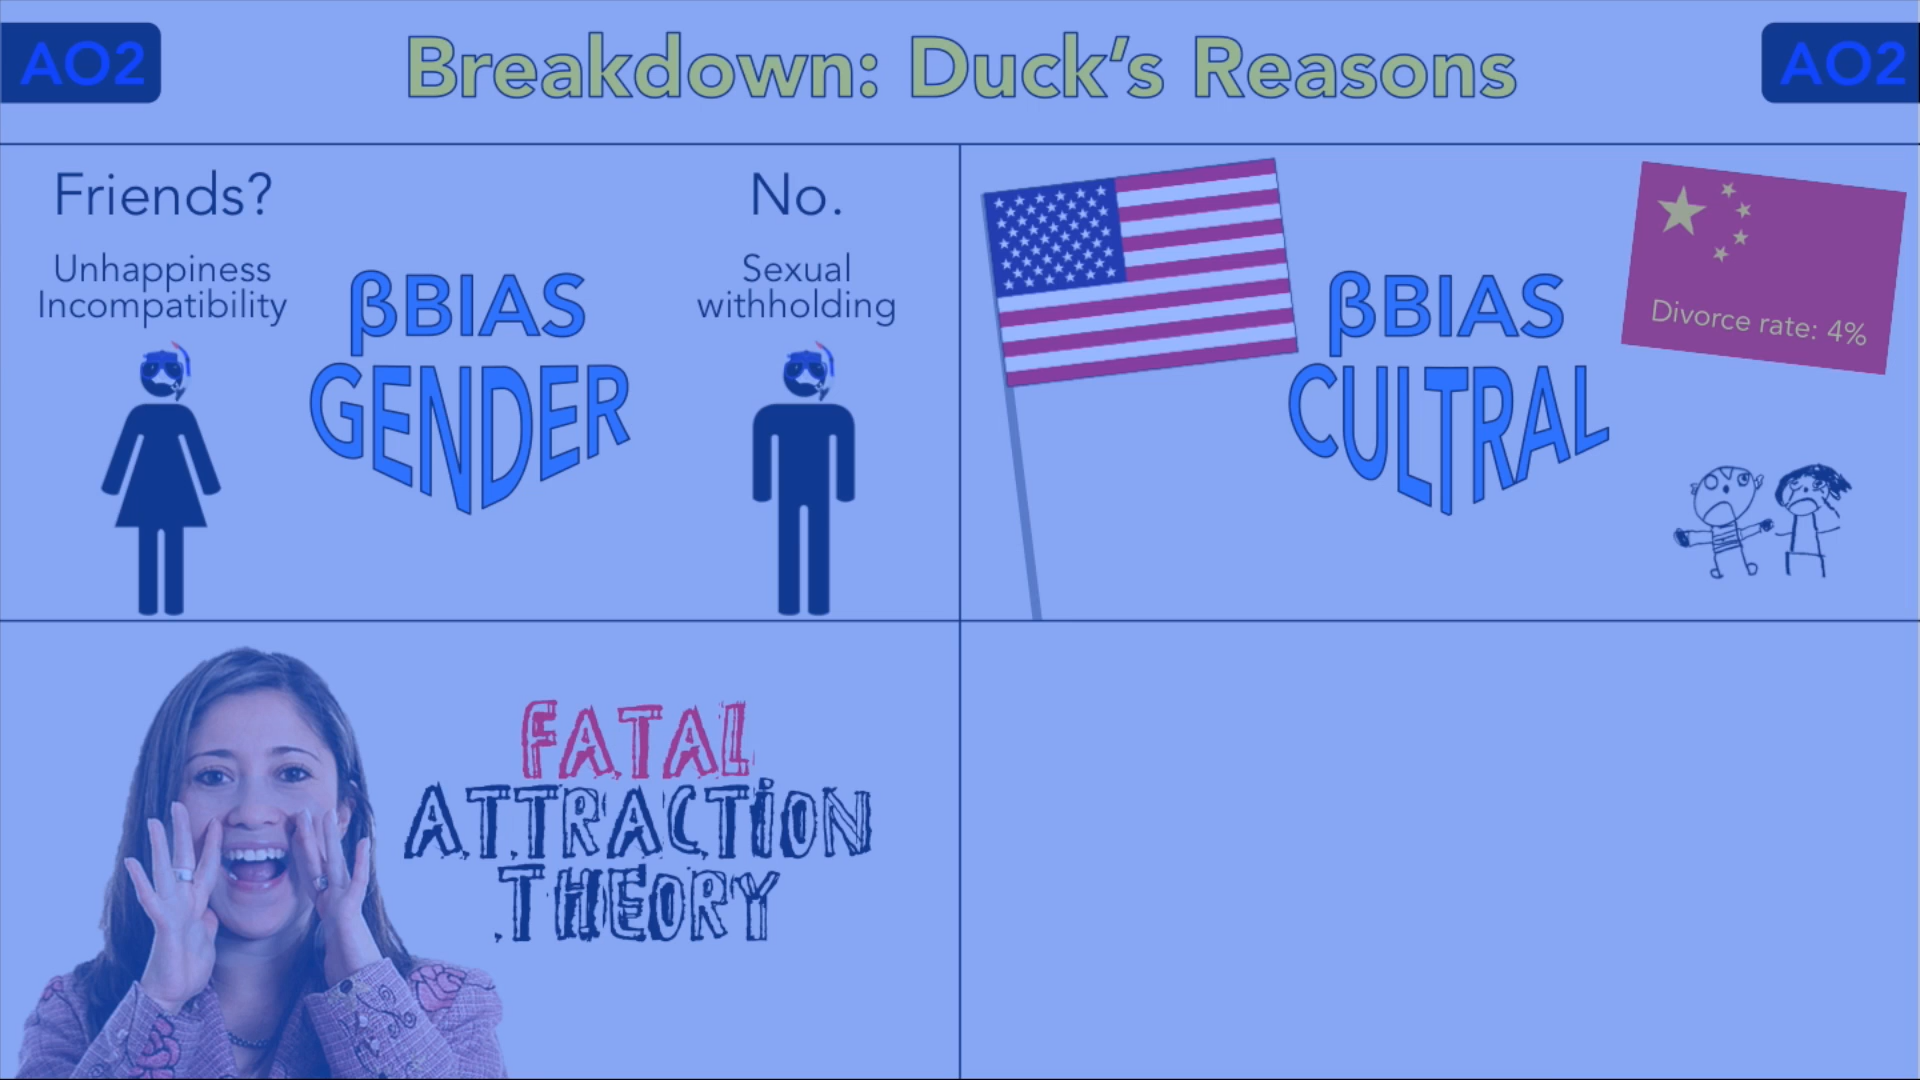 AO2
Breakdown: Duck's Reasons
AO2
Friends?
Unhappiness
Incompatibility
βBIAS
GENDER
No.
Sexual
withholding
βBIAS
CULTRAL
Divorce rate: 4%
FATAL
ATTRACTION
THEORY